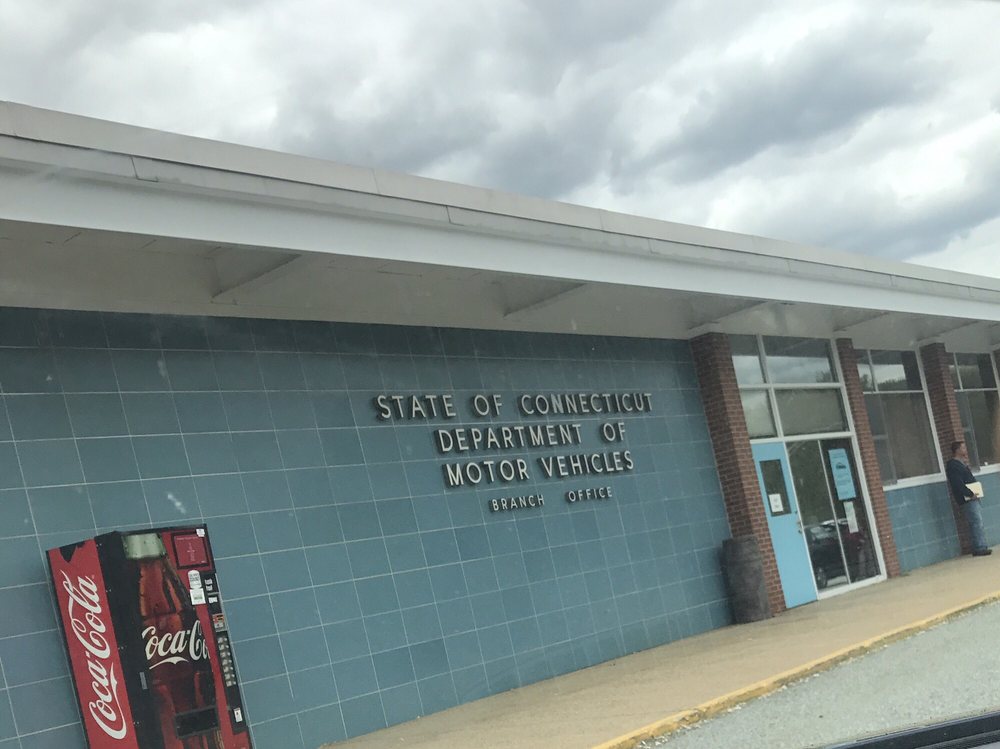 STATE OF CONNECTICUT
DEPARTMENT OF
MOTOR VEHICLES
BRANCH OFFICE
Coca-Cola
Coca-Co